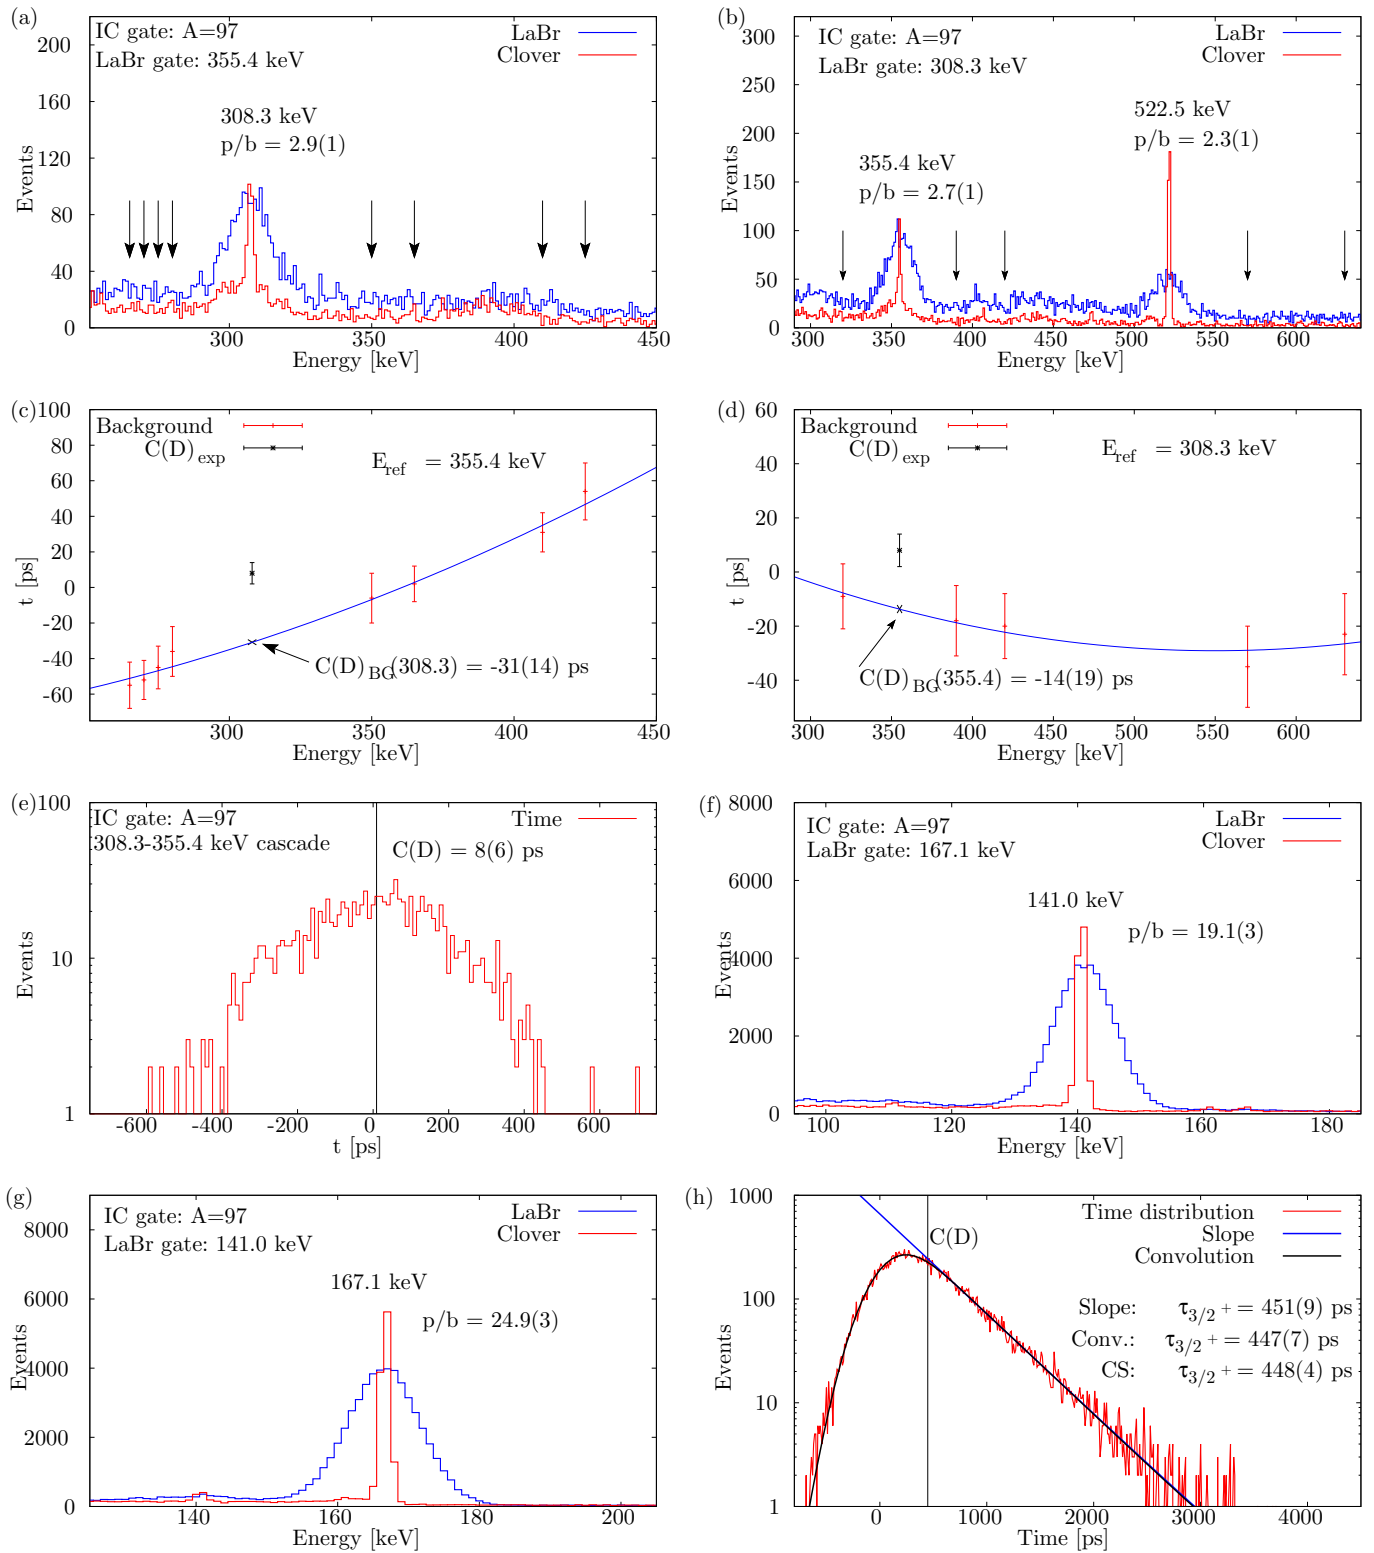 (a)
IC gate: A=97
LaBr gate: 355.4 keV
LaBr
Clover
308.3 keV
p/b = 2.9(1)
Events
0
40
80
120
160
200
300
350
400
450
Energy [keV]
(b)
IC gate: A=97
LaBr gate: 308.3 keV
LaBr
Clover
522.5 keV
p/b = 2.3(1)
355.4 keV
p/b = 2.7(1)
Events
0
50
100
150
200
250
300
300
350
400
450
500
550
600
Energy [keV]
(c)
Background
C(D)exp
Eref = 355.4 keV
C(D)BG(308.3) = -31(14) ps
t [ps]
100
80
60
40
20
0
-20
-40
-60
300
350
400
450
Energy [keV]
(d)
Background
C(D)exp
Eref = 308.3 keV
C(D)BG(355.4) = -14(19) ps
t [ps]
60
40
20
0
-20
-40
300
350
400
450
500
550
600
Energy [keV]
(e)
IC gate: A=97
308.3-355.4 keV cascade
Time
C(D) = 8(6) ps
Events
100
10
1
-600
-400
-200
0
200
400
600
t [ps]
(f)
IC gate: A=97
LaBr gate: 167.1 keV
LaBr
Clover
141.0 keV
p/b = 19.1(3)
Events
8000
6000
4000
2000
0
100
120
140
160
180
Energy [keV]
(g)
IC gate: A=97
LaBr gate: 141.0 keV
LaBr
Clover
167.1 keV
p/b = 24.9(3)
Events
8000
6000
4000
2000
0
140
160
180
200
Energy [keV]
(h)
Time distribution
Slope
Convolution
C(D)
Slope: τ3/2+ = 451(9) ps
Conv.: τ3/2+ = 447(7) ps
CS: τ3/2+ = 448(4) ps
Events
1000
100
10
1
0
1000
2000
3000
4000
Time [ps]